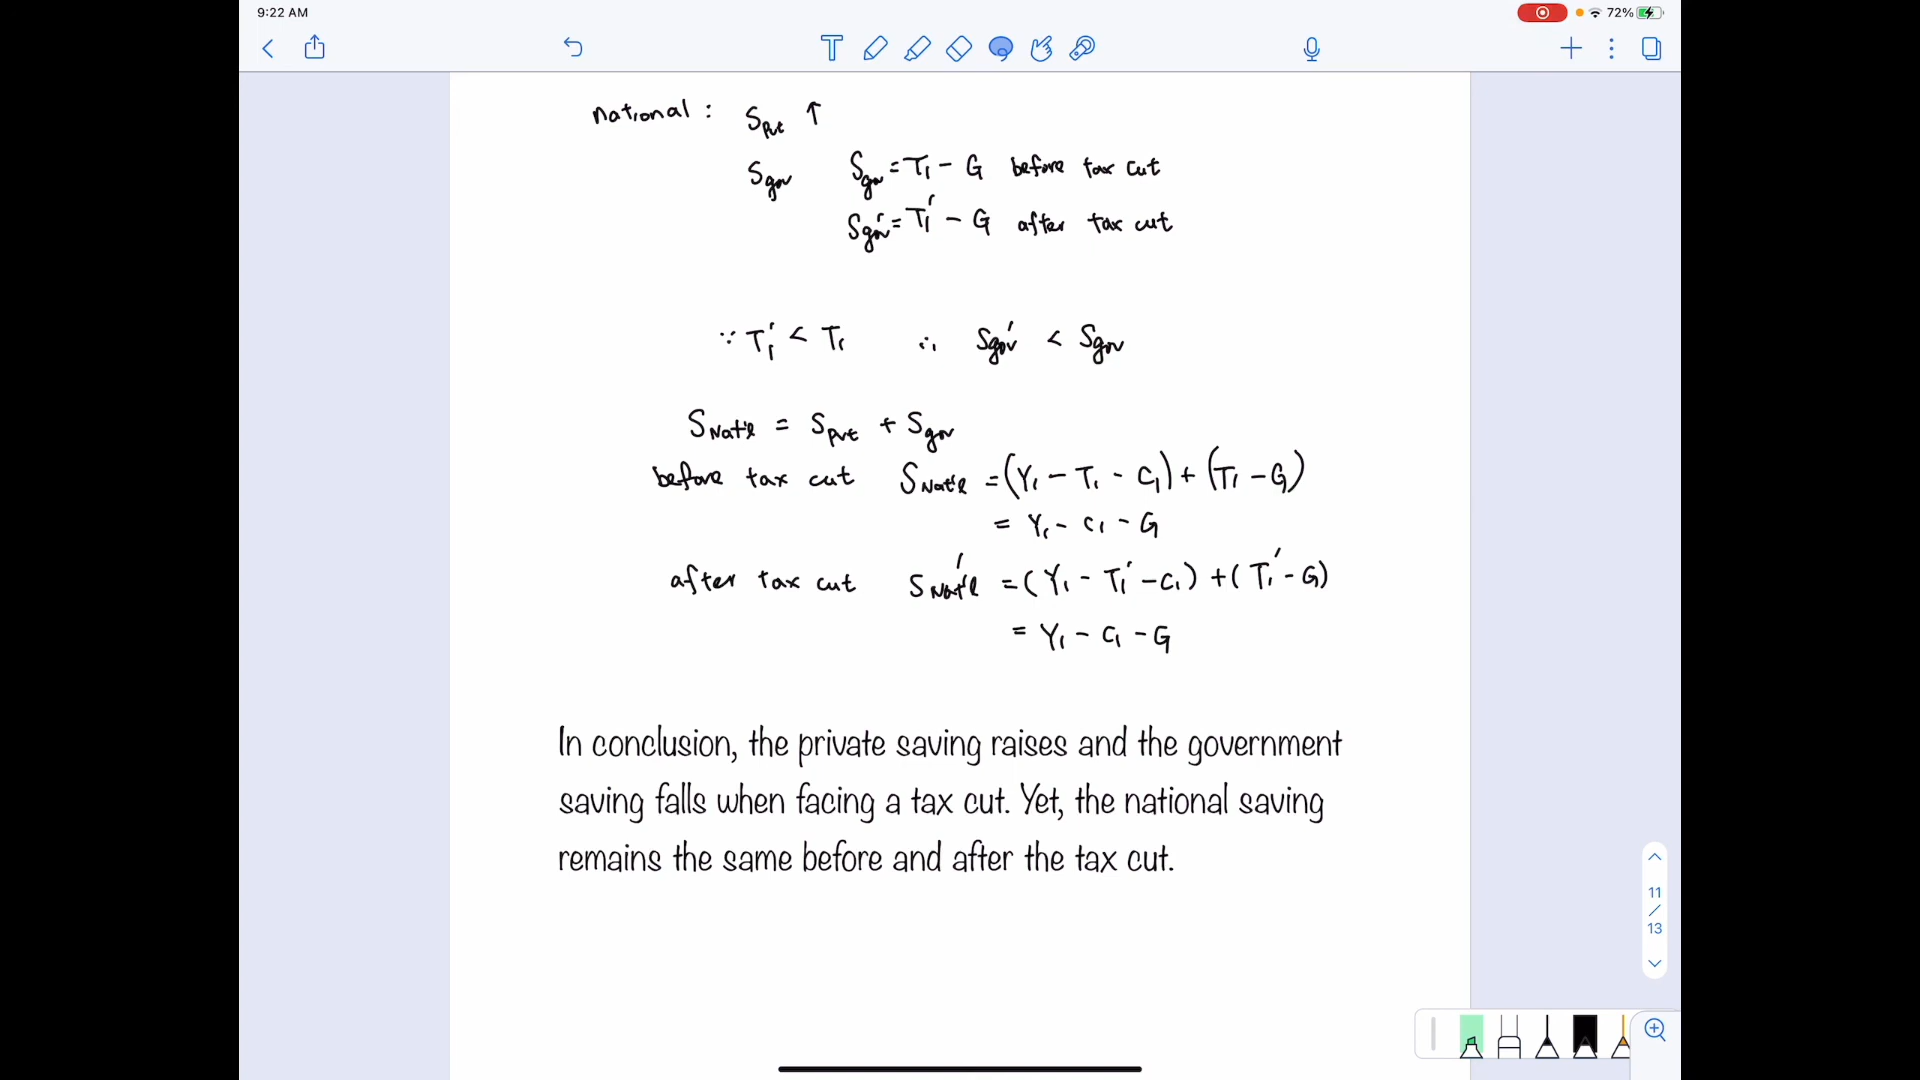 9:22 AM
72%
T
national : Spvt ↑
Sgov Sgov = T₁ - G before tax cut
Sgov' = T₁' - G after tax cut
∵ T₁' < T₁ ∴ Sgov' < Sgov
SNat'l = Spvt + Sgov
before tax cut SNat'l = (Y₁ - T₁ - C₁) + (T₁ - G)
= Y₁ - C₁ - G
after tax cut SNat'l' = (Y₁ - T₁' - C₁) + (T₁' - G)
= Y₁ - C₁ - G
In conclusion, the private saving raises and the government
saving falls when facing a tax cut. Yet, the national saving
remains the same before and after the tax cut.
11
/
13